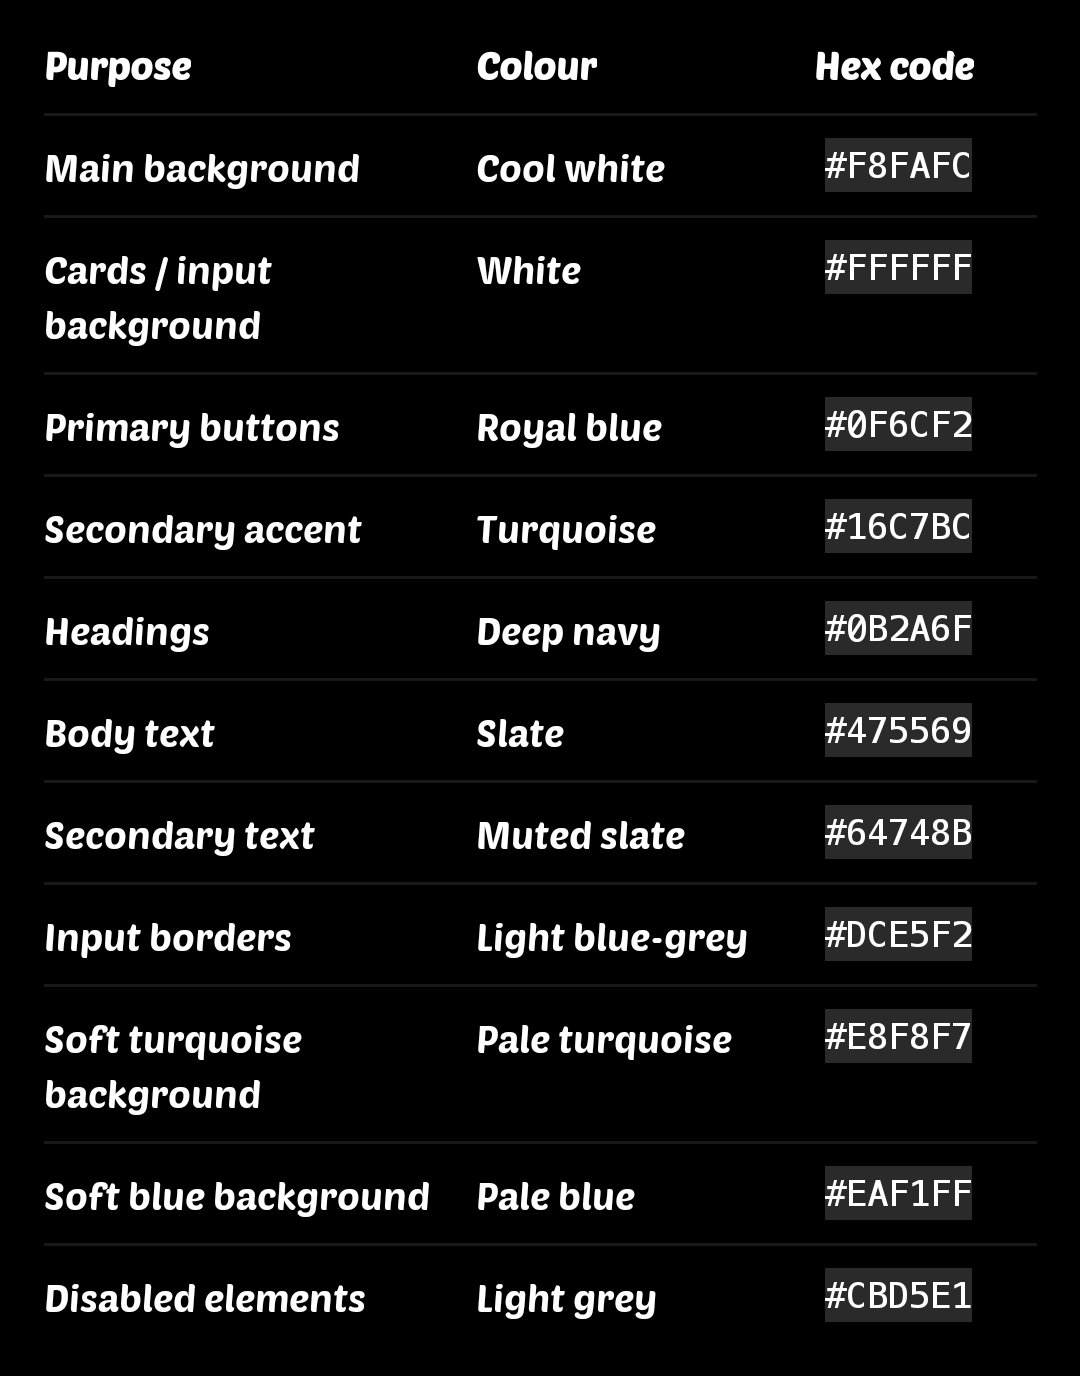 Purpose Colour Hex code
Main background Cool white #F8FAFC
Cards / input White #FFFFFF
background
Primary buttons Royal blue #0F6CF2
Secondary accent Turquoise #16C7BC
Headings Deep navy #0B2A6F
Body text Slate #475569
Secondary text Muted slate #64748B
Input borders Light blue-grey #DCE5F2
Soft turquoise Pale turquoise #E8F8F7
background
Soft blue background Pale blue #EAF1FF
Disabled elements Light grey #CBD5E1